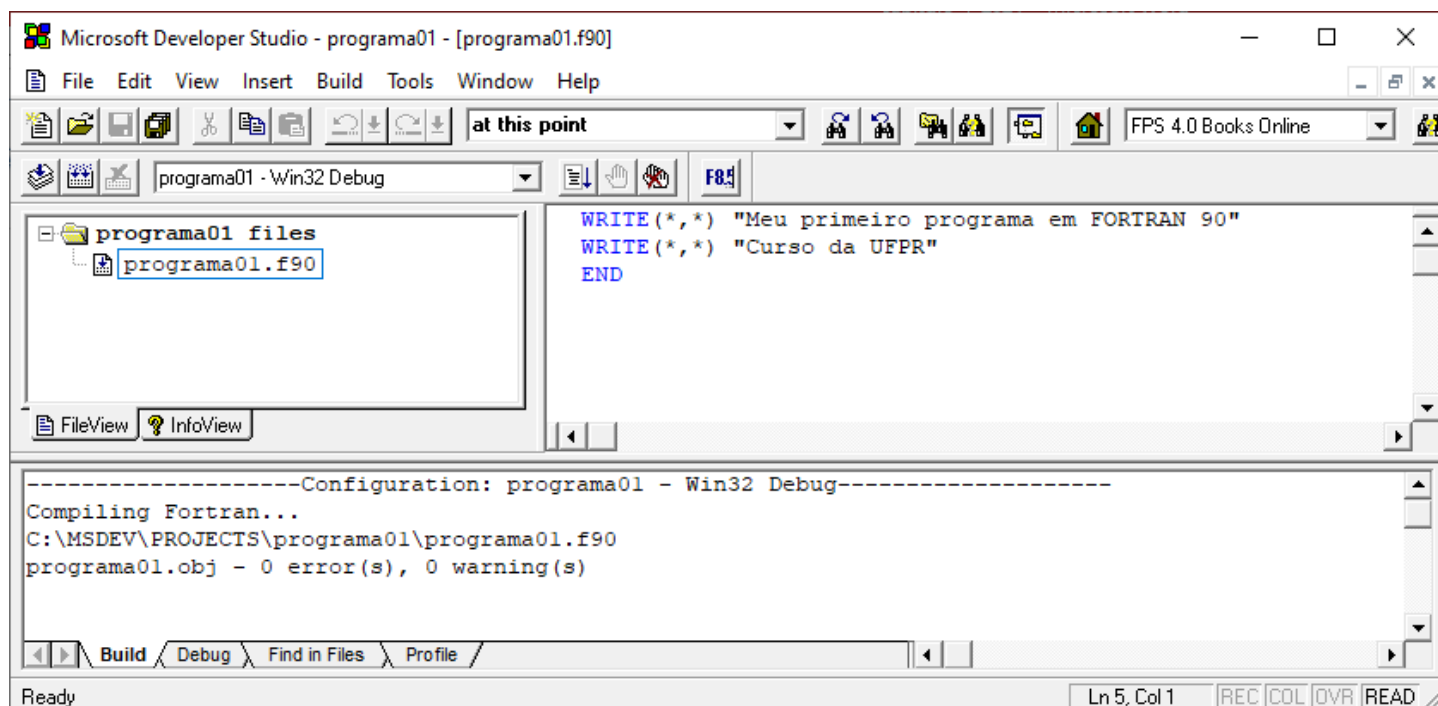 Microsoft Developer Studio - programa01 - [programa01.f90]
File Edit View Insert Build Tools Window Help
at this point
FPS 4.0 Books Online
programa01 - Win32 Debug
programa01 files
programa01.f90
FileView InfoView
WRITE(*,*) "Meu primeiro programa em FORTRAN 90"
WRITE(*,*) "Curso da UFPR"
END
--------------------Configuration: programa01 - Win32 Debug--------------------
Compiling Fortran...
C:\MSDEV\PROJECTS\programa01\programa01.f90
programa01.obj - 0 error(s), 0 warning(s)
Build Debug Find in Files Profile
Ready Ln 5, Col 1 REC COL OVR READ